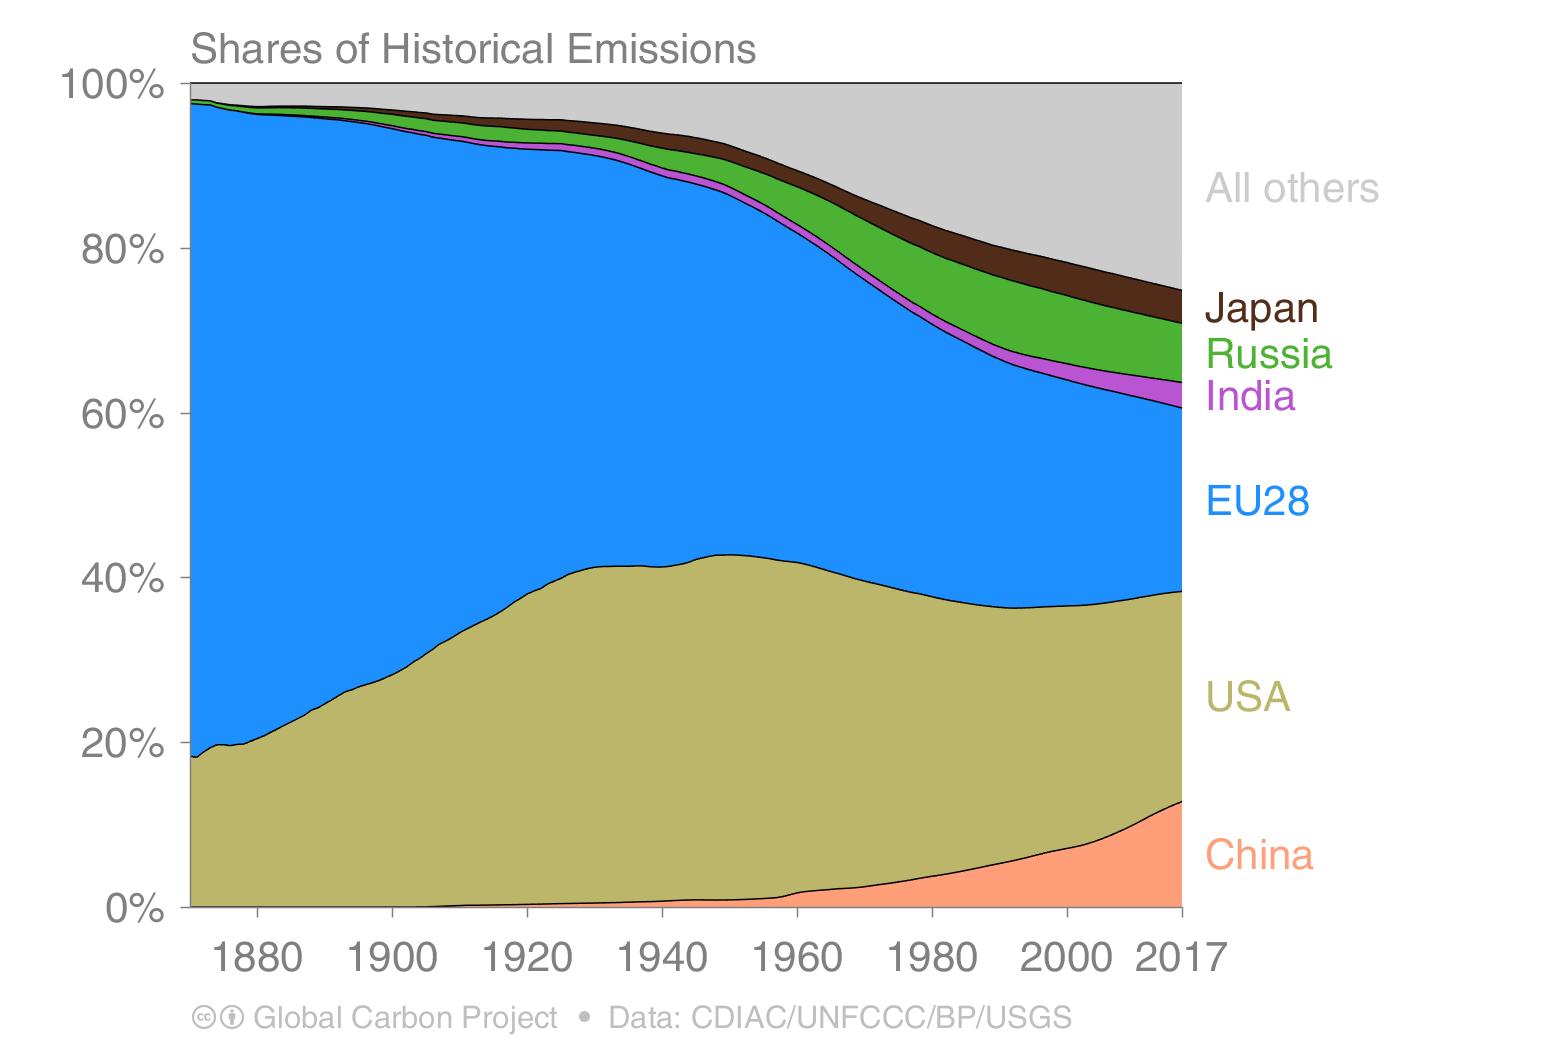 Shares of Historical Emissions
100%
80%
60%
40%
20%
0%
All others
Japan
Russia
India
EU28
USA
China
1880 1900 1920 1940 1960 1980 2000 2017
cc Global Carbon Project • Data: CDIAC/UNFCCC/BP/USGS